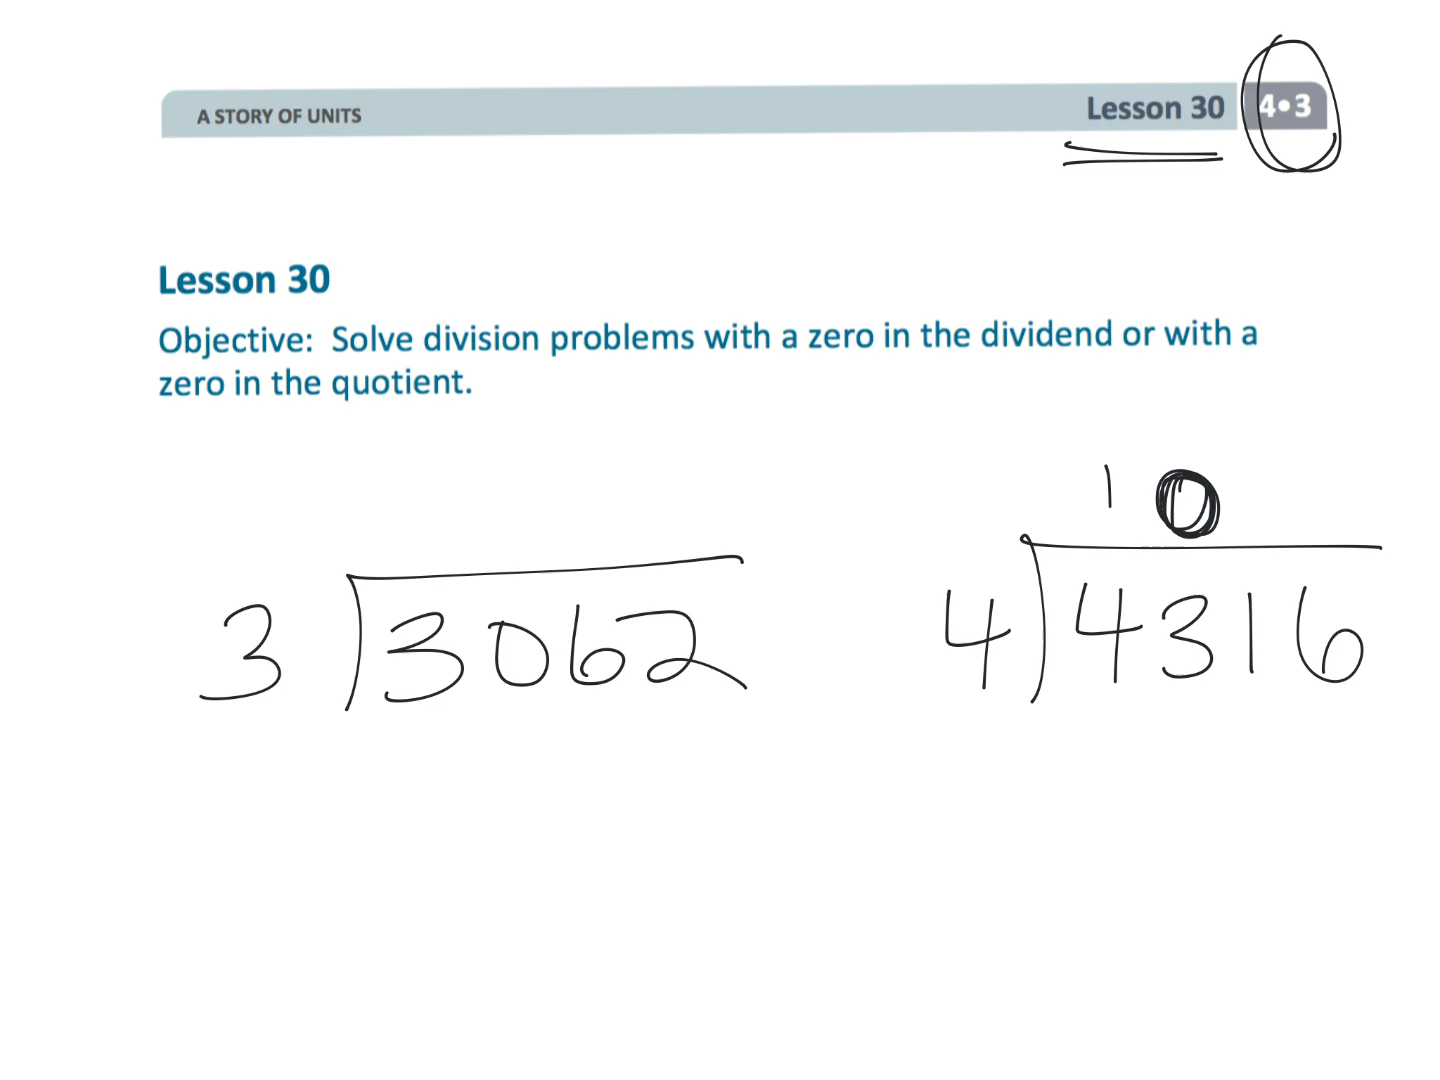 A STORY OF UNITS Lesson 30 4•3
Lesson 30
Objective: Solve division problems with a zero in the dividend or with a
zero in the quotient.
1 0
3 3062 4 4316